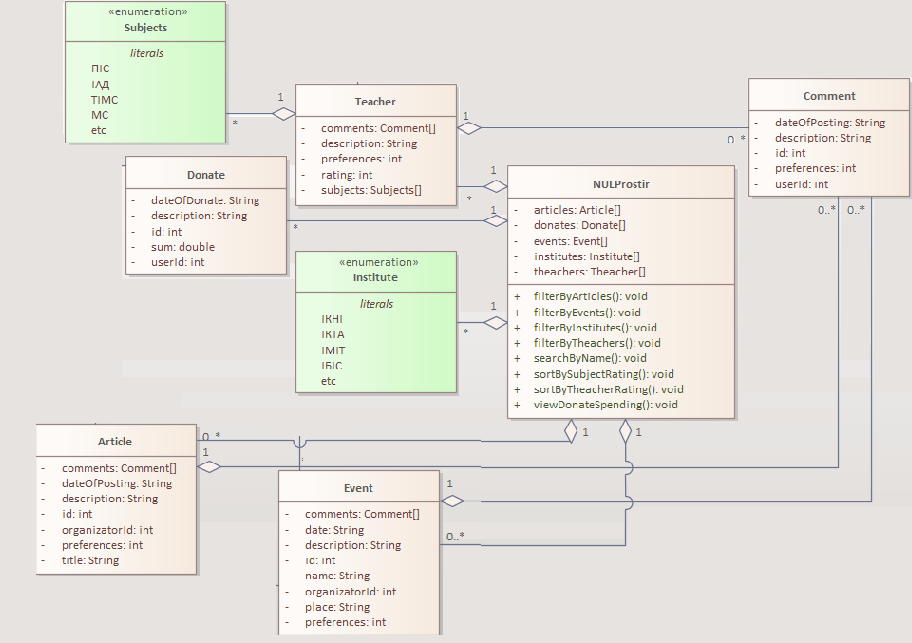 «enumeration»
Subjects
literals
ПІС
ІАД
ТІМС
МС
etc
1
*
Teacher
- comments: Comment[]
- description: String
- preferences: int
- rating: int
- subjects: Subjects[]
1
0..*
Comment
- dateOfPosting: String
- description: String
- id: int
- preferences: int
- userId: int
0..*
0..*
Donate
- dateOfDonate: String
- description: String
- id: int
- sum: double
- userId: int
*
1
*
1
NULProstir
- articles: Article[]
- donates: Donate[]
- events: Event[]
- institutes: Institute[]
- theachers: Theacher[]
+ filterByArticles(): void
+ filterByEvents(): void
+ filterByInstitutes(): void
+ filterByTheachers(): void
+ searchByName(): void
+ sortBySubjectRating(): void
+ sortByTheacherRating(): void
+ viewDonateSpending(): void
1
1
«enumeration»
Institute
literals
ІКНІ
ІКТА
ІМІТ
etc
1
*
Article
- comments: Comment[]
- dateOfPosting: String
- description: String
- id: int
- organizatorId: int
- preferences: int
- title: String
0..*
1
Event
- comments: Comment[]
- date: String
- description: String
- id: int
- name: String
- organizatorId: int
- place: String
- preferences: int
1
0..*